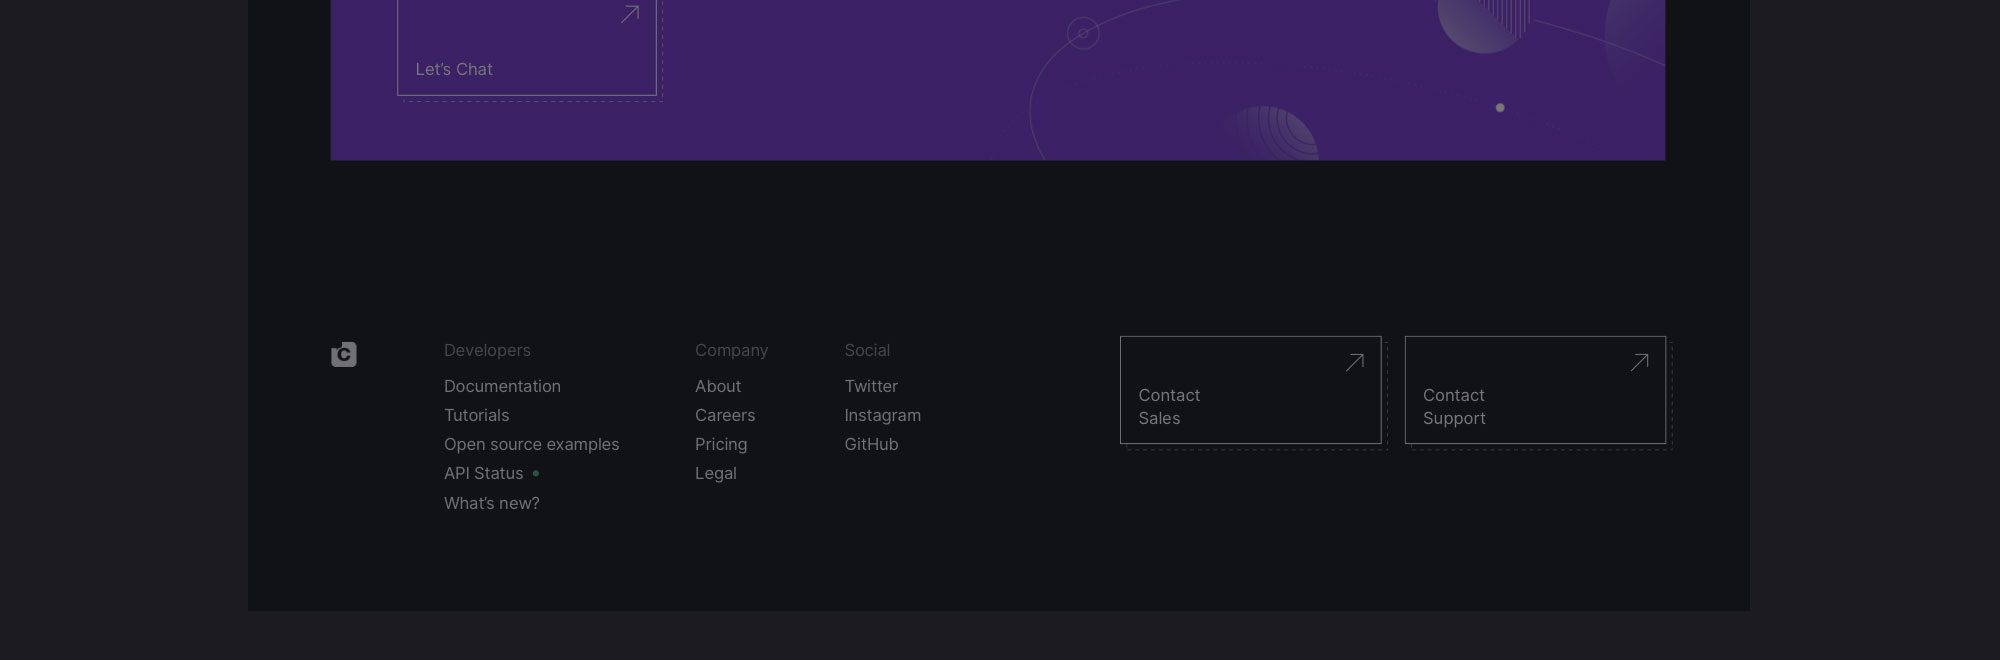 Let's Chat
C
Developers
Documentation
Tutorials
Open source examples
API Status
What's new?
Company
About
Careers
Pricing
Legal
Social
Twitter
Instagram
GitHub
Contact
Sales
Contact
Support